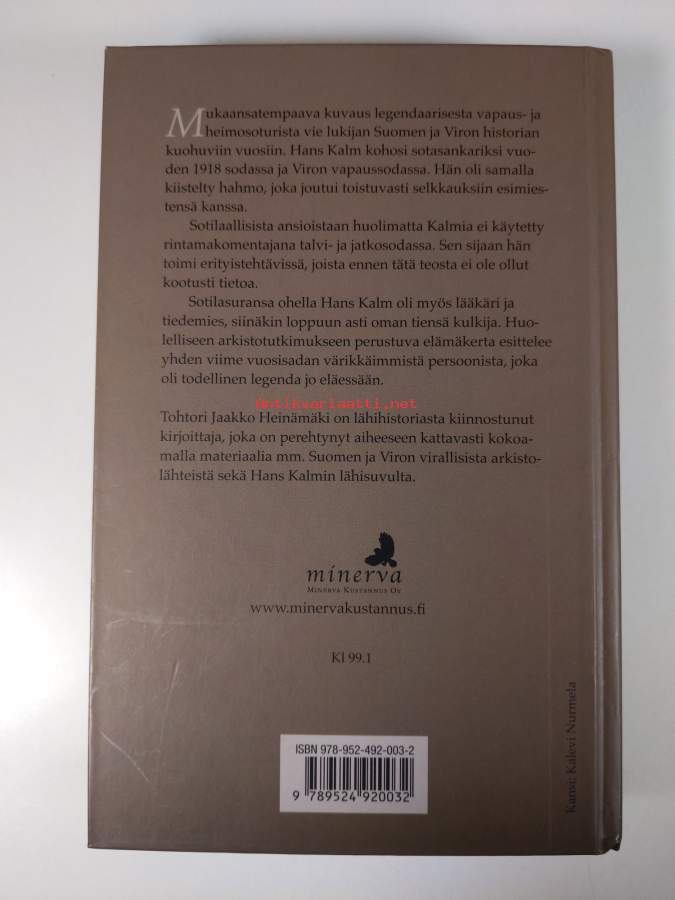 Mukaansatempaava kuvaus legendaarisesta vapaus- ja
heimosoturista vie lukijan Suomen ja Viron historian
kuohuviin vuosiin. Hans Kalm kohosi sotasankariksi vuo-
den 1918 sodassa ja Viron vapaussodassa. Hän oli samalla
kiistelty hahmo, joka joutui toistuvasti selkkauksiin esimies-
tensä kanssa.
Sotilaallisista ansioistaan huolimatta Kalmia ei käytetty
rintamakomentajana talvi- ja jatkosodassa. Sen sijaan hän
toimi erityistehtävissä, joista ennen tätä teosta ei ole ollut
kootusti tietoa.
Sotilasuransa ohella Hans Kalm oli myös lääkäri ja
tiedemies, siinäkin loppuun asti oman tiensä kulkija. Huo-
lelliseen arkistotutkimukseen perustuva elämäkerta esittelee
yhden viime vuosisadan värikkäimmistä persoonista, joka
oli todellinen legenda jo eläessään.
Antikvariaatti.net
Tohtori Jaakko Heinämäki on lähihistoriasta kiinnostunut
kirjoittaja, joka on perehtynyt aiheeseen kattavasti kokoa-
malla materiaalia mm. Suomen ja Viron virallisista arkisto-
lähteistä sekä Hans Kalmin lähisuvulta.
minerva
MINERVA KUSTANNUS OY
www.minervakustannus.fi
Kl 99.1
ISBN 978-952-492-003-2
9 789524 920032
Kansi: Kalevi Nurmela